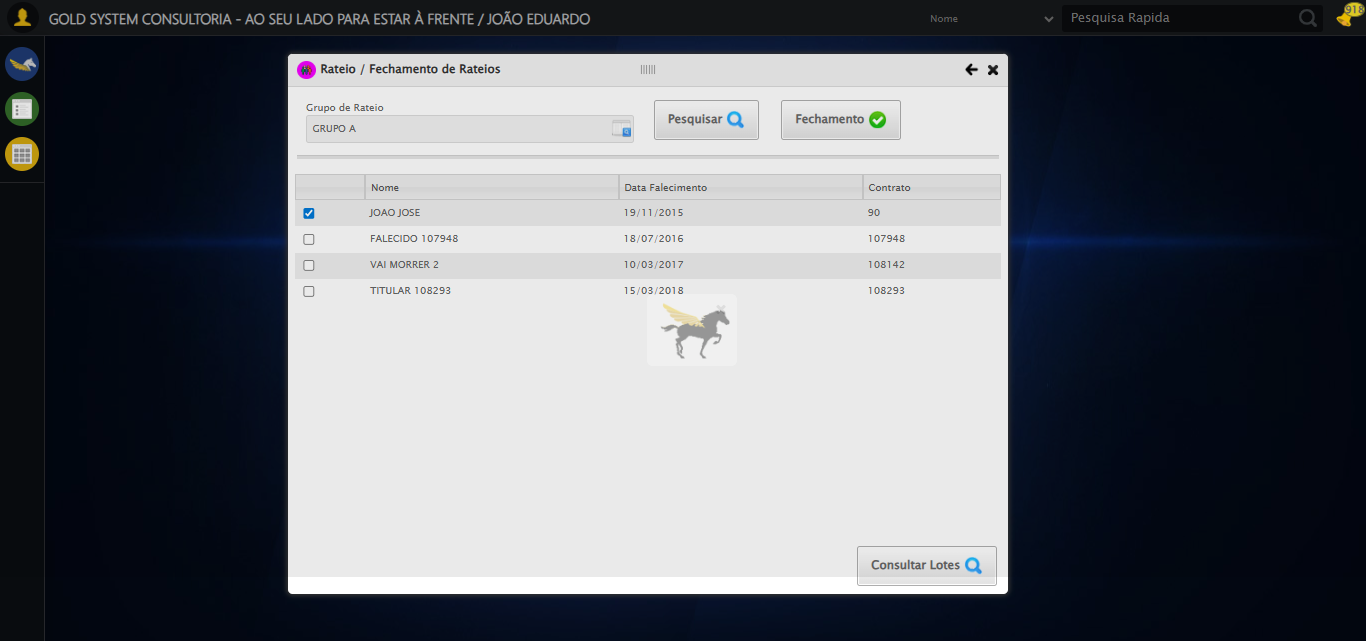 GOLD SYSTEM CONSULTORIA - AO SEU LADO PARA ESTAR À FRENTE / JOÃO EDUARDO
Nome
Pesquisa Rapida
918
Rateio / Fechamento de Rateios
Grupo de Rateio
GRUPO A
Pesquisar
Fechamento
Nome Data Falecimento Contrato
JOAO JOSE 19/11/2015 90
FALECIDO 107948 18/07/2016 107948
VAI MORRER 2 10/03/2017 108142
TITULAR 108293 15/03/2018 108293
Consultar Lotes